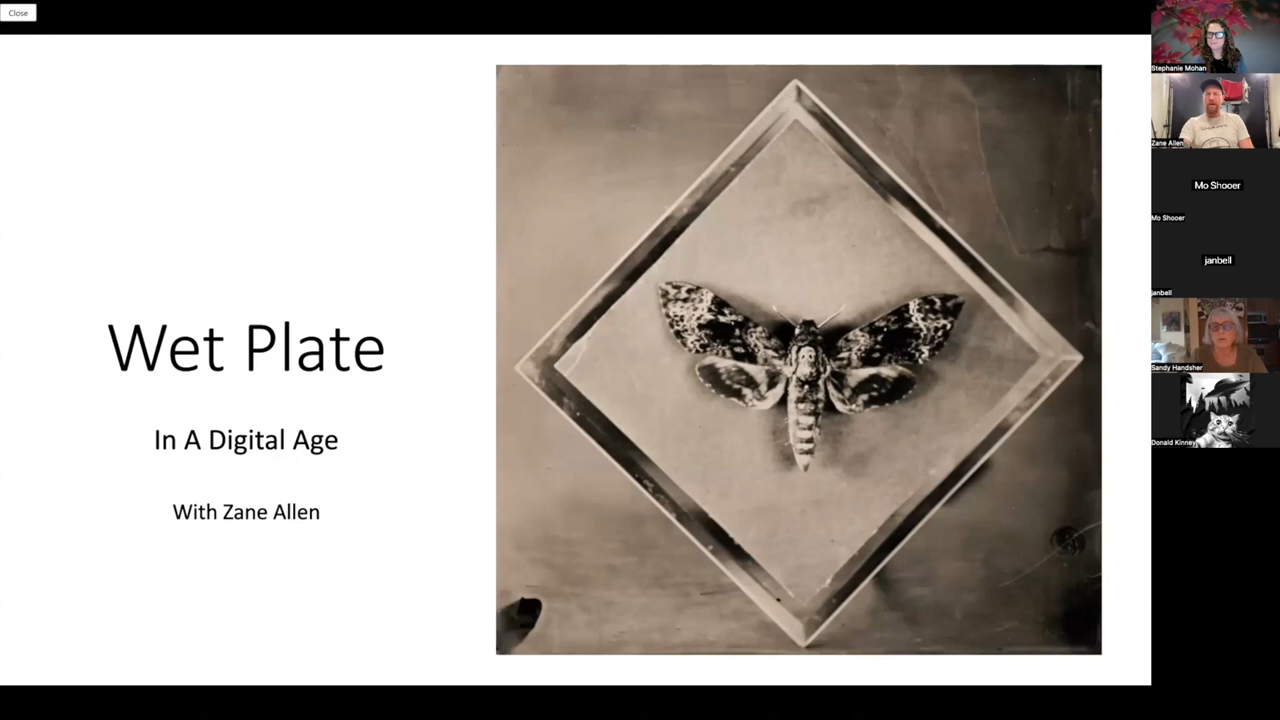 Close
Wet Plate
In A Digital Age
With Zane Allen
Stephanie Mohan
Zane Allen
Mo Shooer
Mo Shooer
janbell
janbell
Sandy Handsher
Donald Kinney